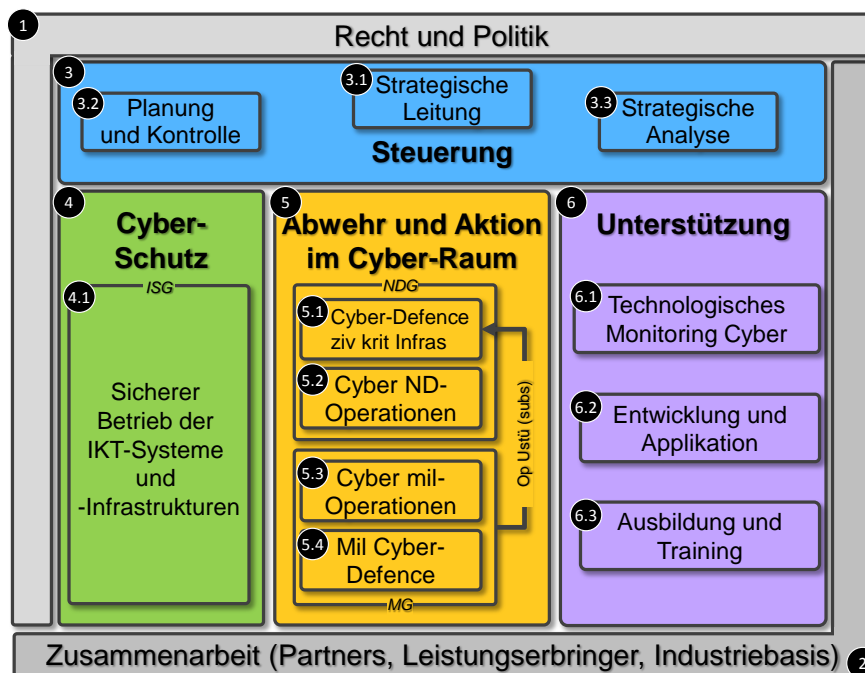 1
Recht und Politik
3
3.2
Planung
und Kontrolle
3.1
Strategische
Leitung
3.3
Strategische
Analyse
Steuerung
4
Cyber-
Schutz
ISG
4.1
Sicherer
Betrieb der
IKT-Systeme
und
-Infrastrukturen
5
Abwehr und Aktion
im Cyber-Raum
NDG
5.1
Cyber-Defence
ziv krit Infras
5.2
Cyber ND-
Operationen
5.3
Cyber mil-
Operationen
5.4
Mil Cyber-
Defence
MG
Op Ustü (subs)
6
Unterstützung
6.1
Technologisches
Monitoring Cyber
6.2
Entwicklung und
Applikation
6.3
Ausbildung und
Training
Zusammenarbeit (Partners, Leistungserbringer, Industriebasis)
2